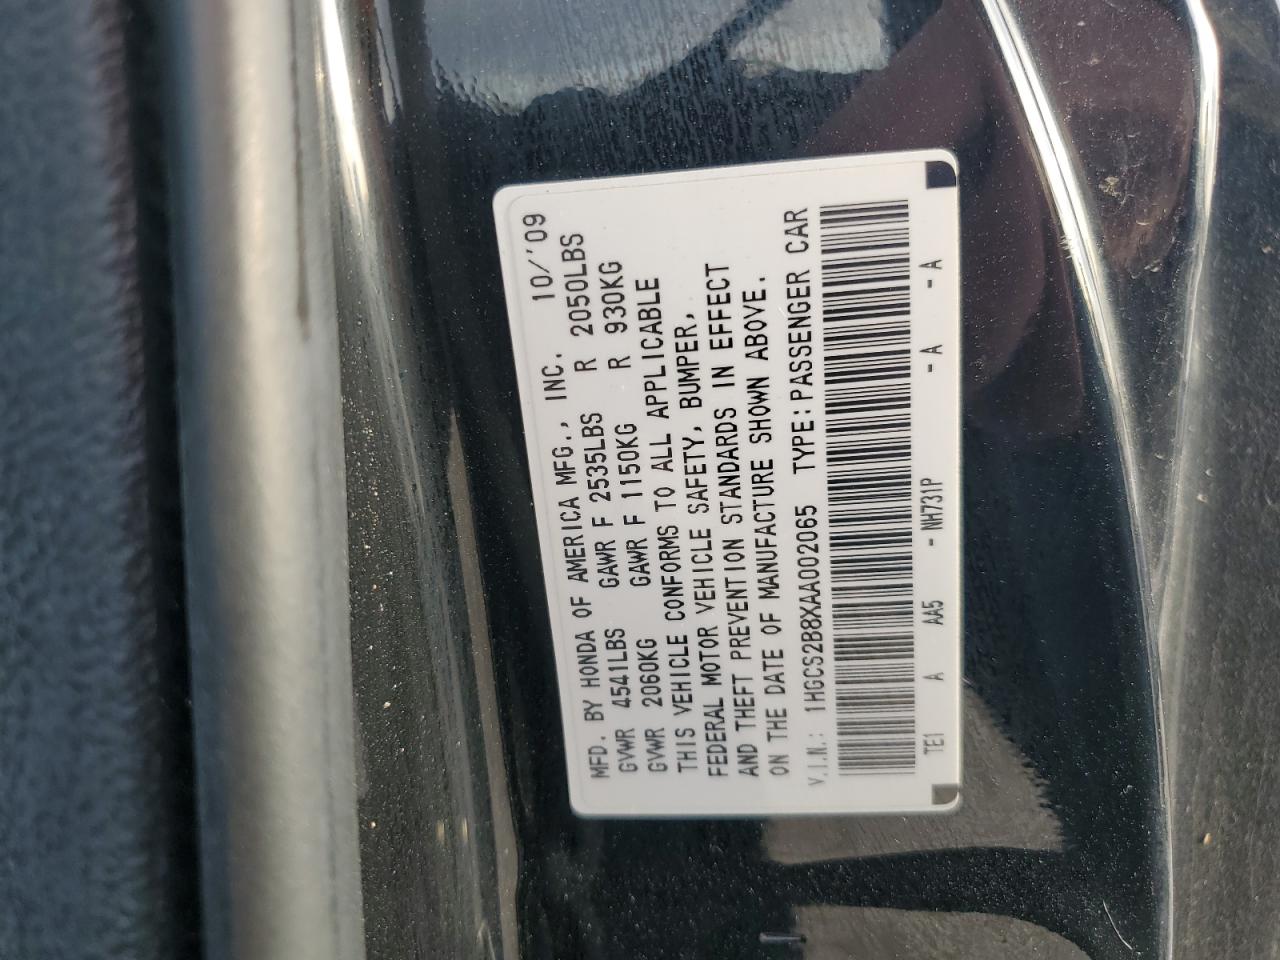 MFD. BY HONDA OF AMERICA MFG., INC. 10/'09
GVWR 4541LBS GAWR F 2535LBS R 2050LBS
GVWR 2060KG GAWR F 1150KG R 930KG
THIS VEHICLE CONFORMS TO ALL APPLICABLE
FEDERAL MOTOR VEHICLE SAFETY, BUMPER,
AND THEFT PREVENTION STANDARDS IN EFFECT
ON THE DATE OF MANUFACTURE SHOWN ABOVE.
V.I.N.: 1HGCS2B8XAA002065 TYPE:PASSENGER CAR
TE1 A AA5 - NH731P - A - A